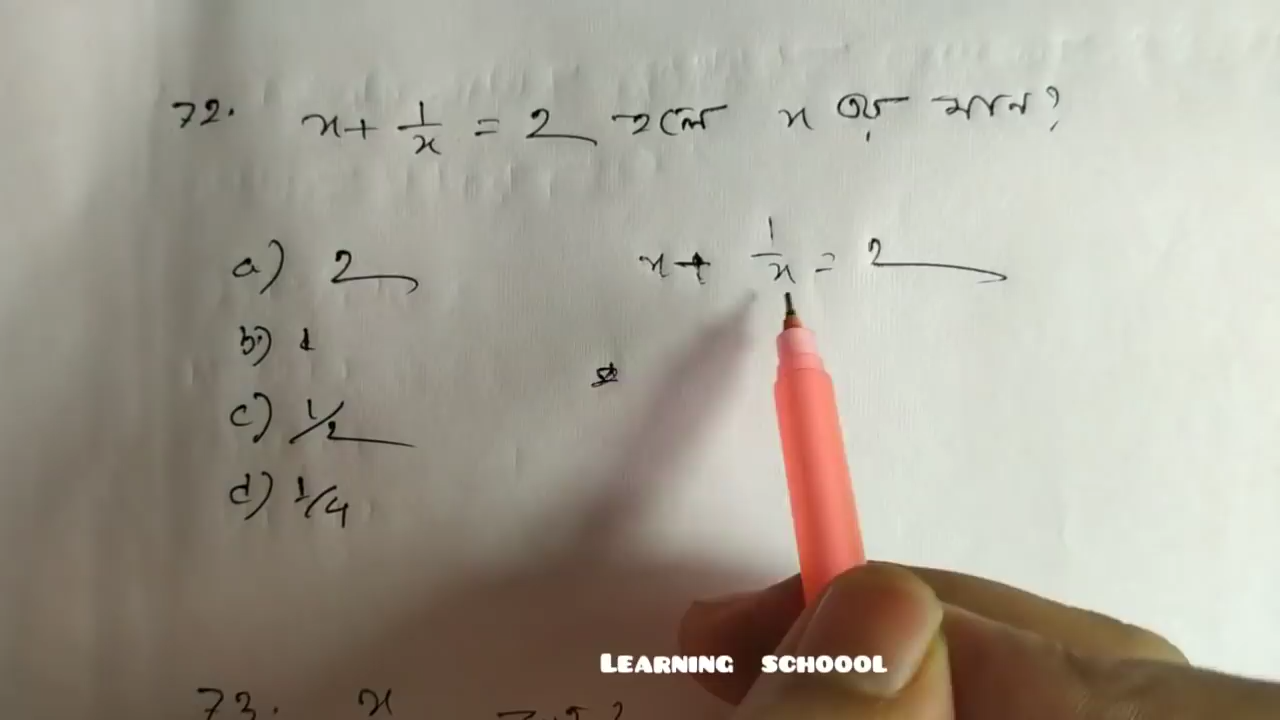 72. x + 1/x = 2 হলে x এর মান?
a) 2
x + 1/x = 2
b) 1
c) 1/2
d) 1/4
LEARNING SCHOOOL
73. x